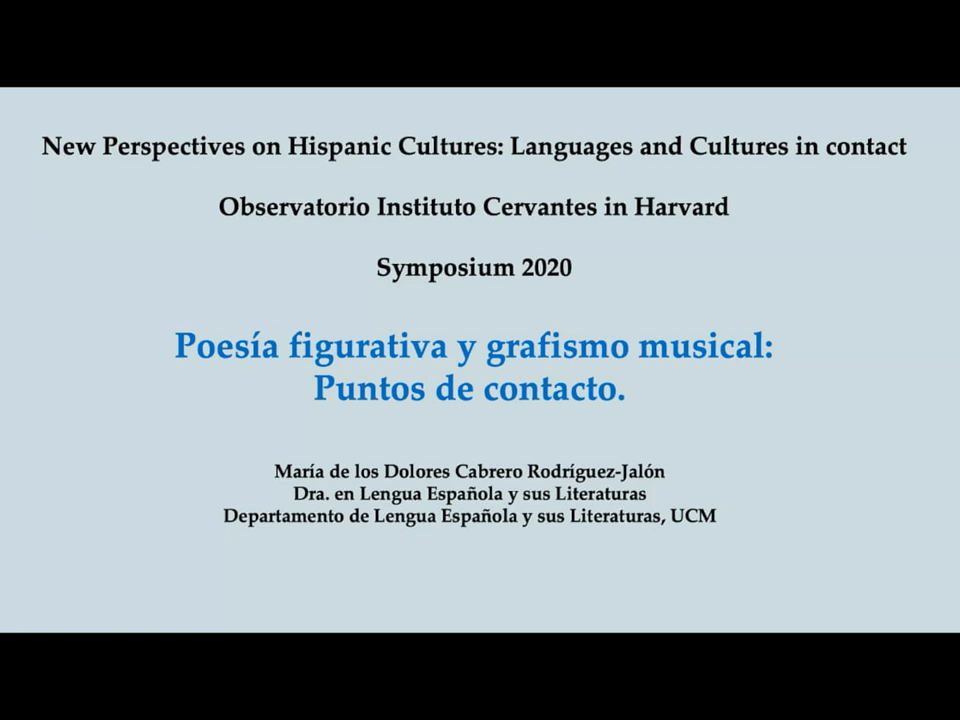 New Perspectives on Hispanic Cultures: Languages and Cultures in contact
Observatorio Instituto Cervantes in Harvard
Symposium 2020
Poesía figurativa y grafismo musical:
Puntos de contacto.
María de los Dolores Cabrero Rodríguez-Jalón
Dra. en Lengua Española y sus Literaturas
Departamento de Lengua Española y sus Literaturas, UCM